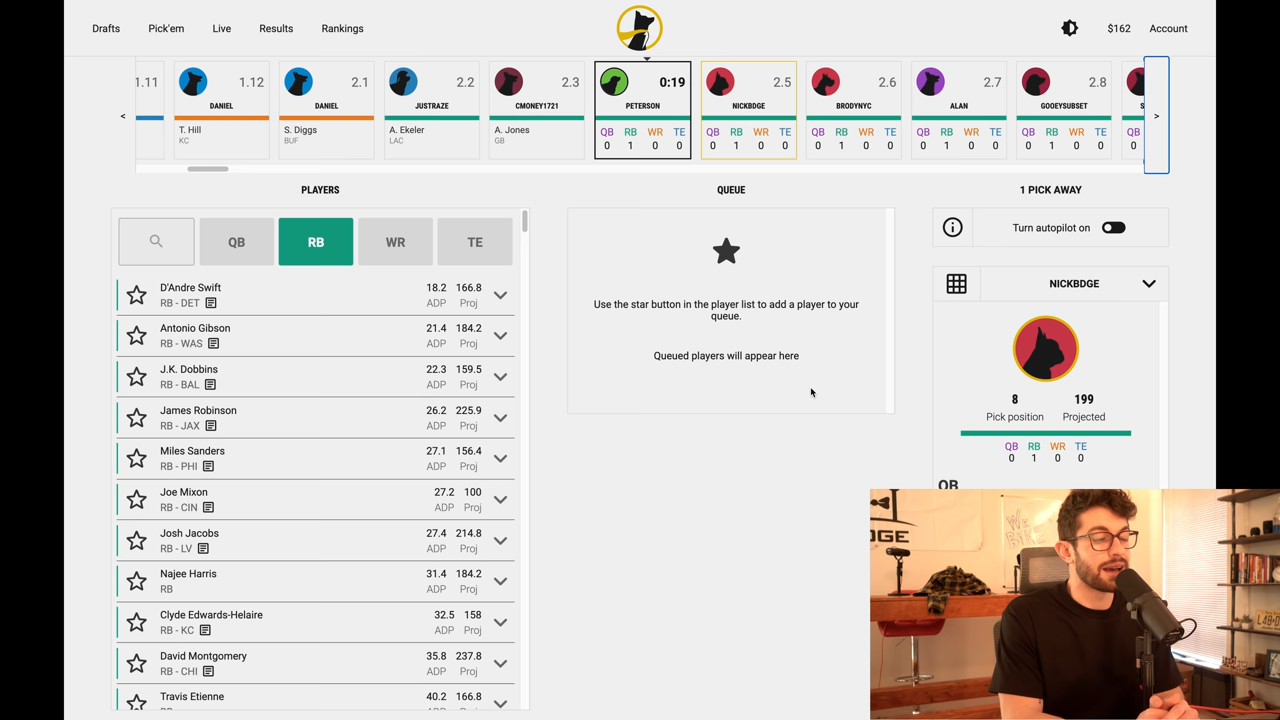 Drafts Pick'em Live Results Rankings $162 Account
1.11 1.12 2.1 2.2 2.3 0:19 2.5 2.6 2.7 2.8
DANIEL DANIEL JUSTRAZE CMONEY1721 PETERSON NICKBDGE BRODYNYC ALAN GOOEYSUBSET S
T. Hill S. Diggs A. Ekeler A. Jones QB RB WR TE QB RB WR TE QB RB WR TE QB RB WR TE QB RB WR TE QB
KC BUF LAC GB 0 1 0 0 0 1 0 0 0 1 0 0 0 1 0 0 0 1 0 0 0
< >
PLAYERS QUEUE 1 PICK AWAY
QB RB WR TE
Turn autopilot on
D'Andre Swift 18.2 166.8
RB - DET ADP Proj
Antonio Gibson 21.4 184.2
RB - WAS ADP Proj
J.K. Dobbins 22.3 159.5
RB - BAL ADP Proj
James Robinson 26.2 225.9
RB - JAX ADP Proj
Miles Sanders 27.1 156.4
RB - PHI ADP Proj
Joe Mixon 27.2 100
RB - CIN ADP Proj
Josh Jacobs 27.4 214.8
RB - LV ADP Proj
Najee Harris 31.4 184.2
RB ADP Proj
Clyde Edwards-Helaire 32.5 158
RB - KC ADP Proj
David Montgomery 35.8 237.8
RB - CHI ADP Proj
Travis Etienne 40.2 166.8
Use the star button in the player list to add a player to your
queue.
Queued players will appear here
NICKBDGE
8 199
Pick position Projected
QB RB WR TE
0 1 0 0
QB